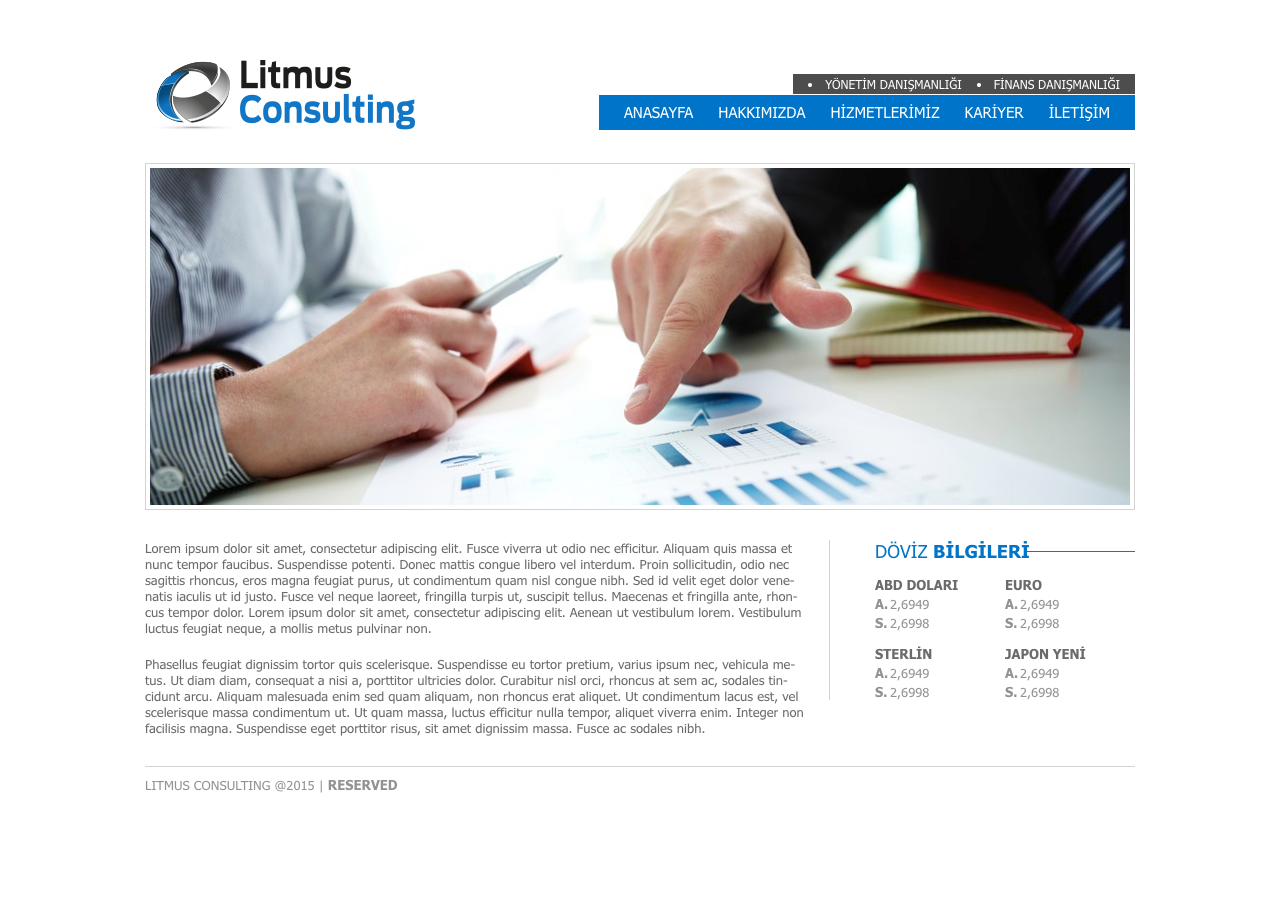 Litmus
Consulting
• YÖNETİM DANIŞMANLIĞI • FİNANS DANIŞMANLIĞI
ANASAYFA HAKKIMIZDA HİZMETLERİMİZ KARİYER İLETİŞİM
Lorem ipsum dolor sit amet, consectetur adipiscing elit. Fusce viverra ut odio nec efficitur. Aliquam quis massa et
nunc tempor faucibus. Suspendisse potenti. Donec mattis congue libero vel interdum. Proin sollicitudin, odio nec
sagittis rhoncus, eros magna feugiat purus, ut condimentum quam nisl congue nibh. Sed id velit eget dolor vene-
natis iaculis ut id justo. Fusce vel neque laoreet, fringilla turpis ut, suscipit tellus. Maecenas et fringilla ante, rhon-
cus tempor dolor. Lorem ipsum dolor sit amet, consectetur adipiscing elit. Aenean ut vestibulum lorem. Vestibulum
luctus feugiat neque, a mollis metus pulvinar non.
Phasellus feugiat dignissim tortor quis scelerisque. Suspendisse eu tortor pretium, varius ipsum nec, vehicula me-
tus. Ut diam diam, consequat a nisi a, porttitor ultricies dolor. Curabitur nisl orci, rhoncus at sem ac, sodales tin-
cidunt arcu. Aliquam malesuada enim sed quam aliquam, non rhoncus erat aliquet. Ut condimentum lacus est, vel
scelerisque massa condimentum ut. Ut quam massa, luctus efficitur nulla tempor, aliquet viverra enim. Integer non
facilisis magna. Suspendisse eget porttitor risus, sit amet dignissim massa. Fusce ac sodales nibh.
DÖVİZ BİLGİLERİ
ABD DOLARI
A. 2,6949
S. 2,6998
EURO
A. 2,6949
S. 2,6998
STERLİN
A. 2,6949
S. 2,6998
JAPON YENİ
A. 2,6949
S. 2,6998
LITMUS CONSULTING @2015 | RESERVED